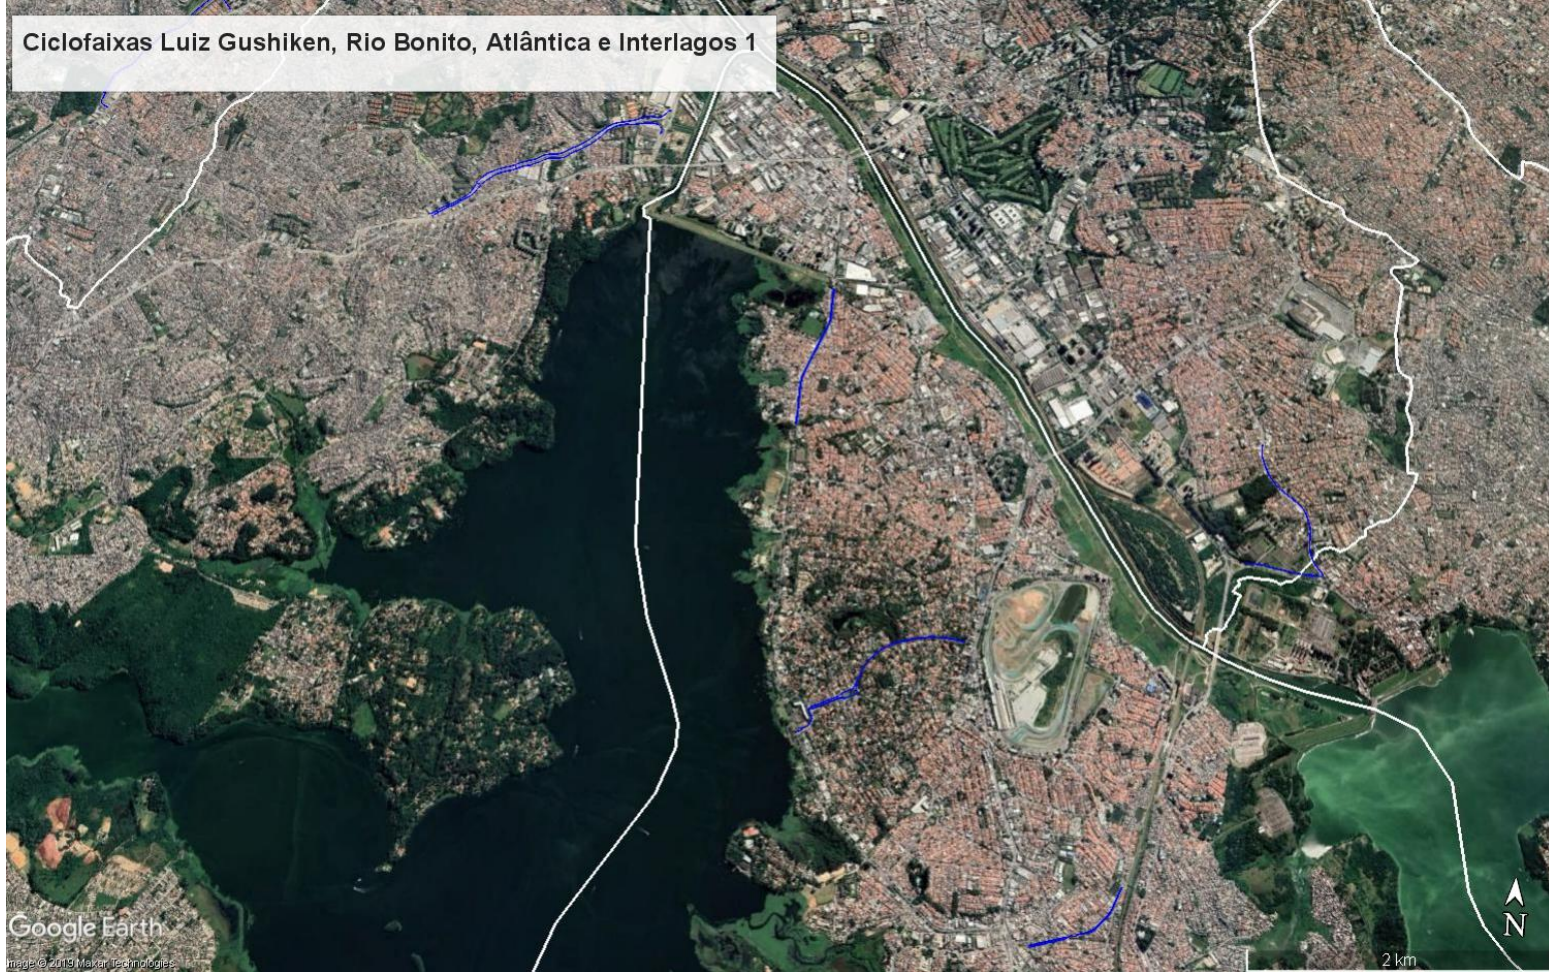 Ciclofaixas Luiz Gushiken, Rio Bonito, Atlântica e Interlagos 1
N
Google Earth
2 km
Image © 2019 Maxar Technologies